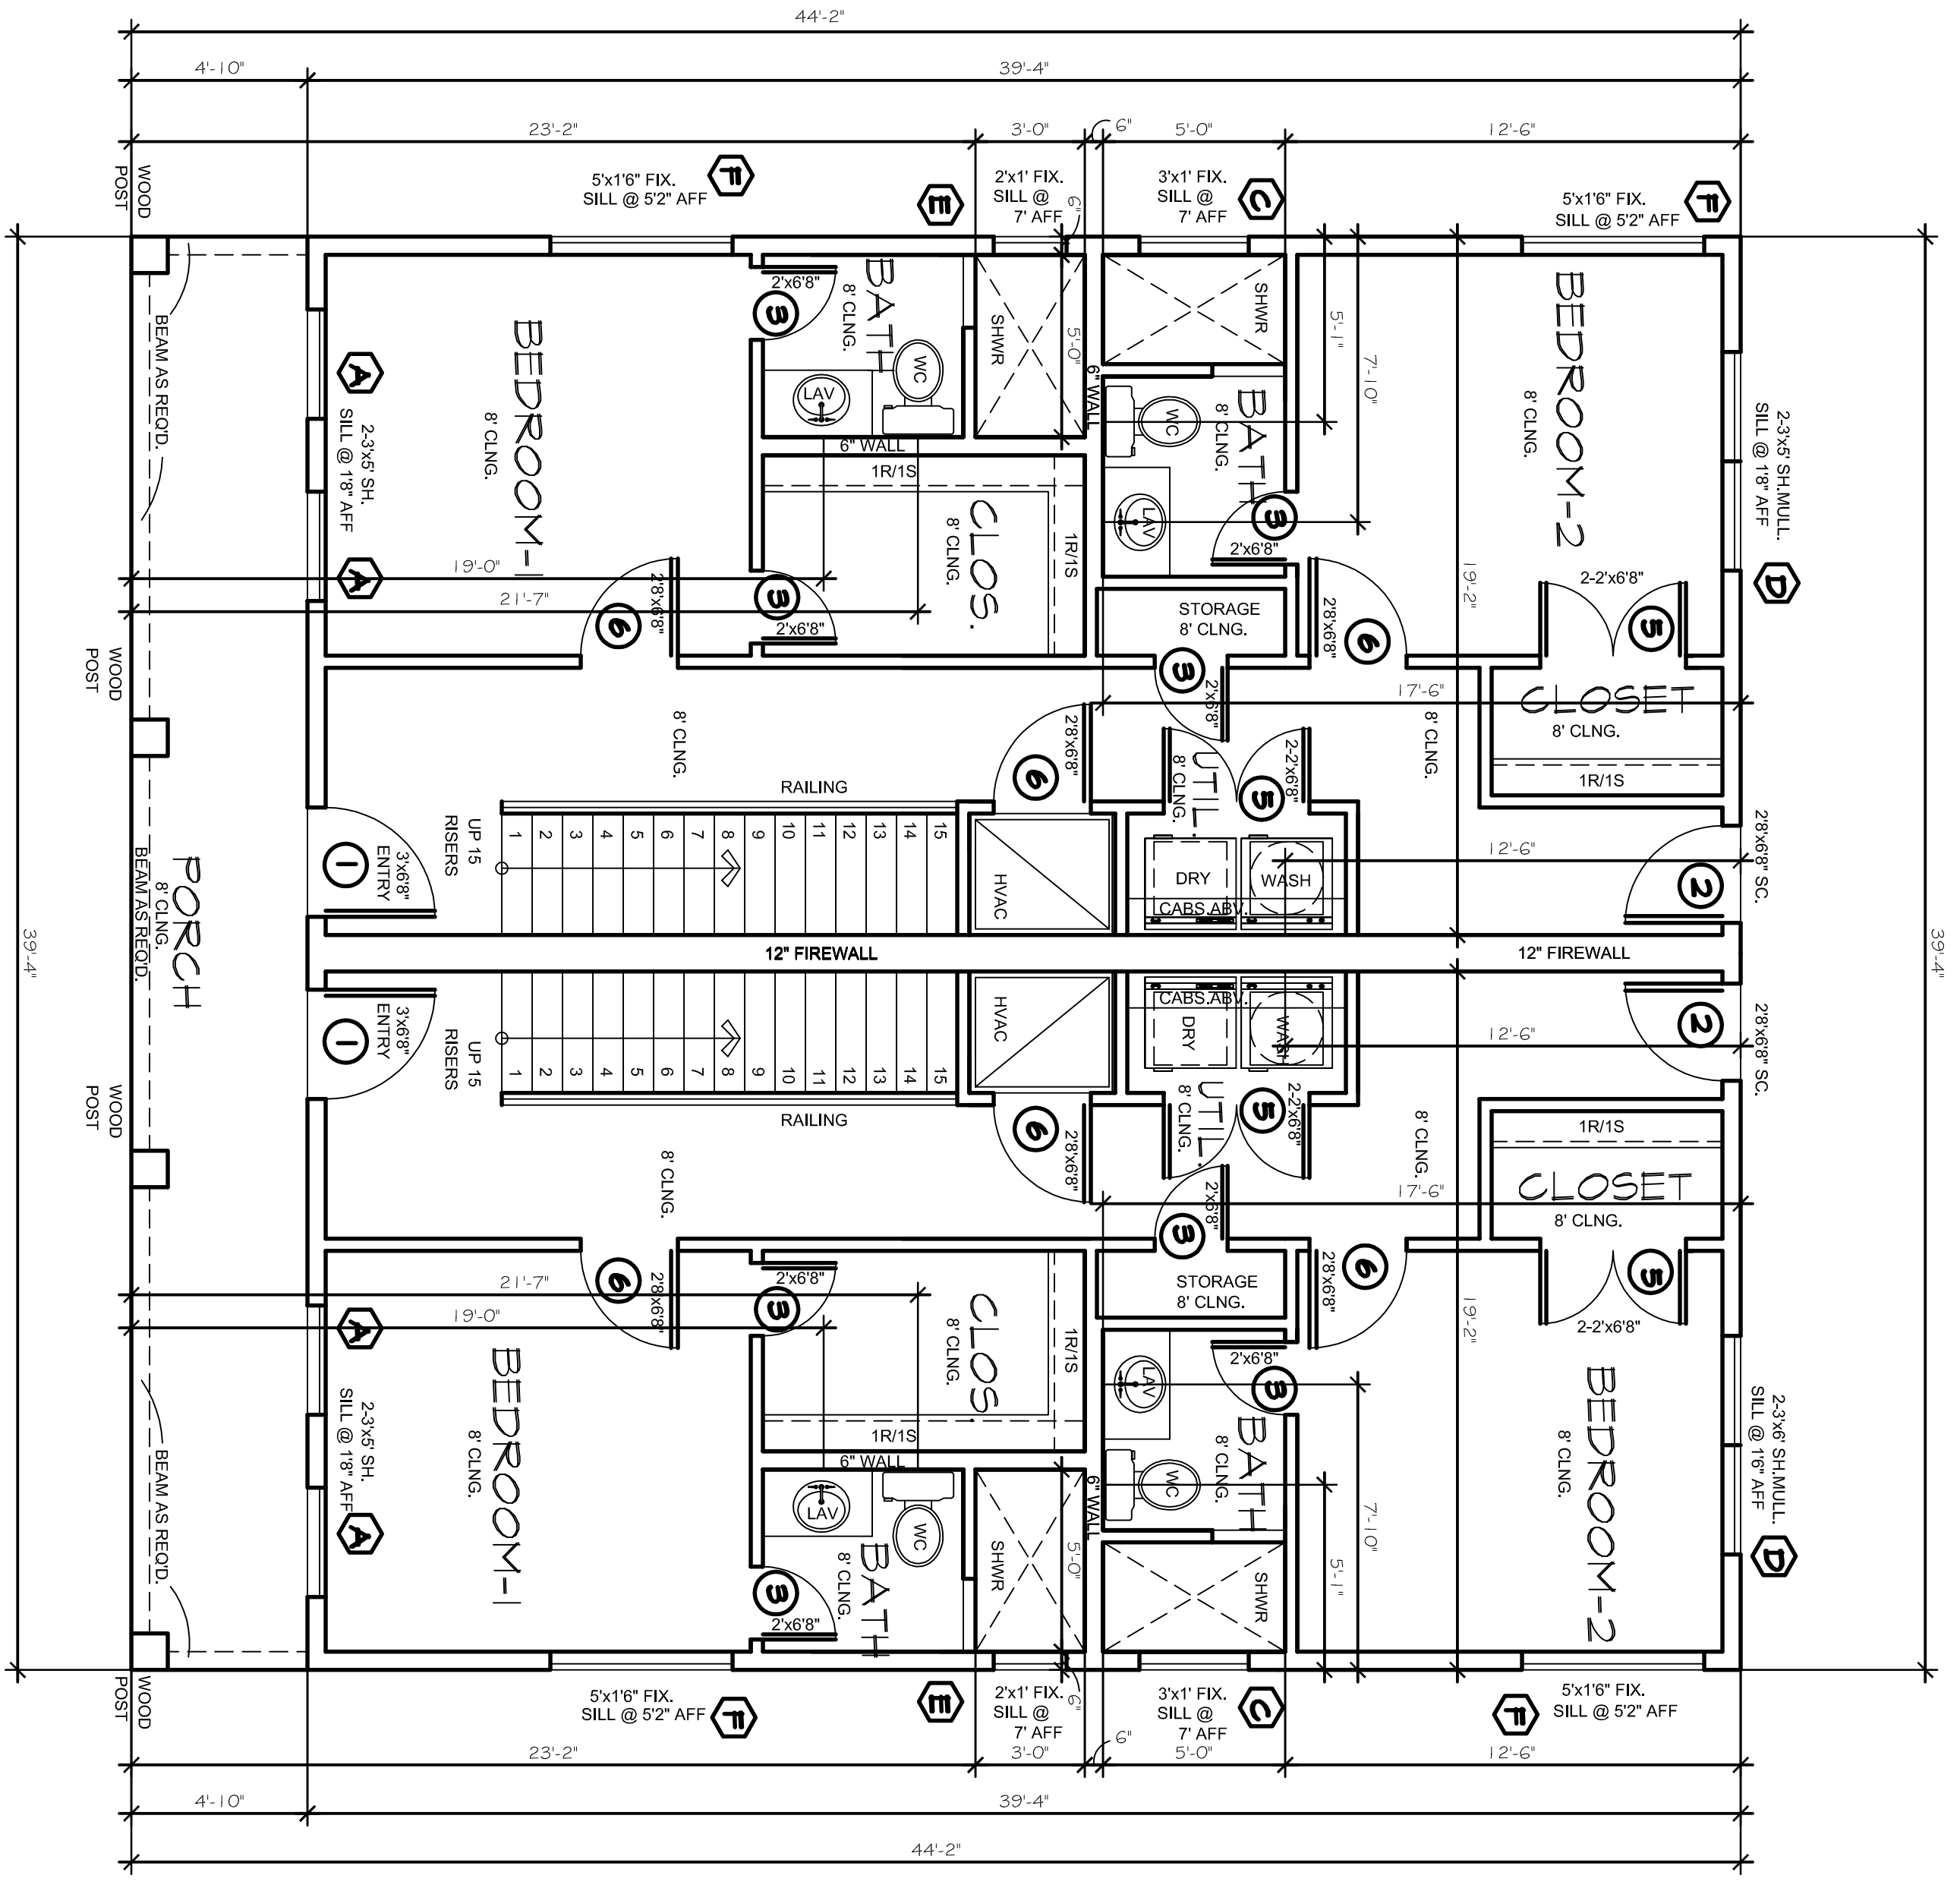 44'-2"
4'-10"
39'-4"
23'-2"
3'-0"
6"
5'-0"
12'-6"
WOOD
POST
5'x1'6" FIX.
SILL @ 5'2" AFF
F
E
2'x1' FIX.
SILL @
7' AFF
6"
3'x1' FIX.
SILL @
7' AFF
C
5'x1'6" FIX.
SILL @ 5'2" AFF
F
BEAM AS REQ'D.
A
2-3'x5' SH.
SILL @ 1'8" AFF
A
BEDROOM-1
8' CLNG.
2'x6'8"
3
BATH
8' CLNG.
WC
LAV
SHWR
5'-0"
6" WALL
6" WALL
1R/1S
1R/1S
CLOS.
8' CLNG.
3
2'x6'8"
19'-0"
21'-7"
6
2'8"x6'8"
SHWR
BATH
8' CLNG.
WC
LAV
3
2'x6'8"
5'-1"
7'-10"
19'-2"
BEDROOM-2
8' CLNG.
2-3'x5' SH.MULL.
SILL @ 1'8" AFF
D
2-2'x6'8"
5
STORAGE
8' CLNG.
2'8"x6'8"
6
3
2'x6'8"
17'-6"
CLOSET
8' CLNG.
1R/1S
WOOD
POST
8' CLNG.
2'8"x6'8"
6
UTIL.
8' CLNG.
2-2'x6'8"
5
8' CLNG.
RAILING
UP 15
RISERS
1 2 3 4 5 6 7 8 9 10 11 12 13 14 15
HVAC
DRY
WASH
CABS.ABV.
12'-6"
2'8"x6'8" SC.
2
1
3'x6'8"
ENTRY
PORCH
8' CLNG.
BEAM AS REQ'D.
39'-4"
12" FIREWALL
12" FIREWALL
39'-4"
1
3'x6'8"
ENTRY
UP 15
RISERS
1 2 3 4 5 6 7 8 9 10 11 12 13 14 15
HVAC
CABS.ABV.
DRY
WASH
12'-6"
2
2'8"x6'8" SC.
RAILING
8' CLNG.
6
2'8"x6'8"
UTIL.
8' CLNG.
5
2-2'x6'8"
8' CLNG.
1R/1S
CLOSET
8' CLNG.
17'-6"
WOOD
POST
3
2'x6'8"
STORAGE
8' CLNG.
2'8"x6'8"
6
5
2-2'x6'8"
21'-7"
19'-0"
6
2'8"x6'8"
2'x6'8"
3
CLOS.
8' CLNG.
1R/1S
1R/1S
6" WALL
6" WALL
A
2-3'x5' SH.
SILL @ 1'8" AFF
A
BEDROOM-1
8' CLNG.
LAV
WC
BATH
8' CLNG.
SHWR
5'-0"
3
2'x6'8"
2'x6'8"
3
LAV
WC
BATH
8' CLNG.
SHWR
19'-2"
7'-10"
5'-1"
BEDROOM-2
8' CLNG.
2-3'x6' SH.MULL.
SILL @ 1'6" AFF
D
BEAM AS REQ'D.
WOOD
POST
5'x1'6" FIX.
SILL @ 5'2" AFF
F
E
2'x1' FIX.
SILL @
7' AFF
6"
3'x1' FIX.
SILL @
7' AFF
C
F
5'x1'6" FIX.
SILL @ 5'2" AFF
23'-2"
3'-0"
6"
5'-0"
12'-6"
4'-10"
39'-4"
44'-2"